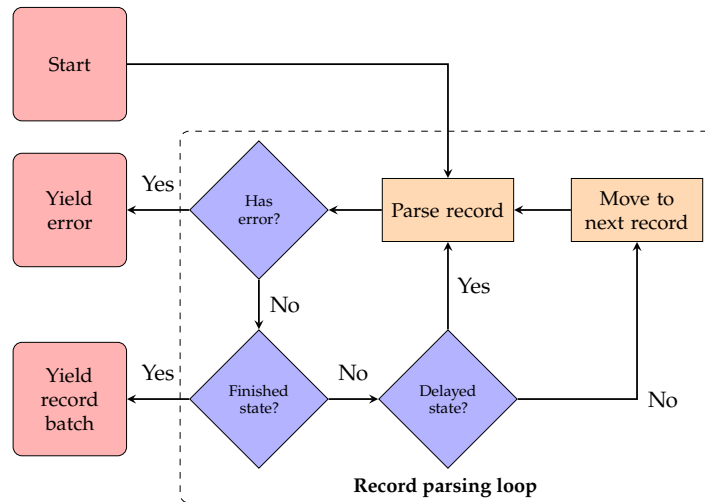 Start
Yield
error
Yes
Has
error?
Parse record
Move to
next record
No
Yes
Yield
record
batch
Yes
Finished
state?
No
Delayed
state?
No
Record parsing loop